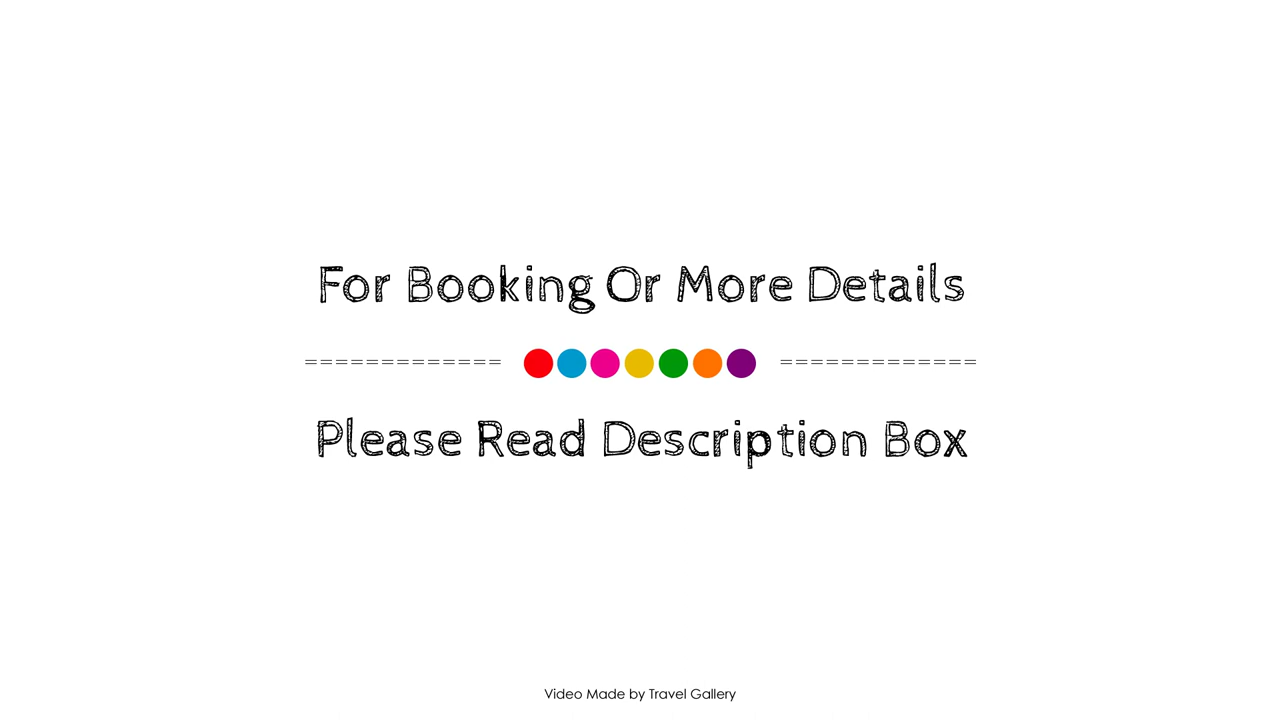 For Booking Or More Details
============= =============
Please Read Description Box
Video Made by Travel Gallery